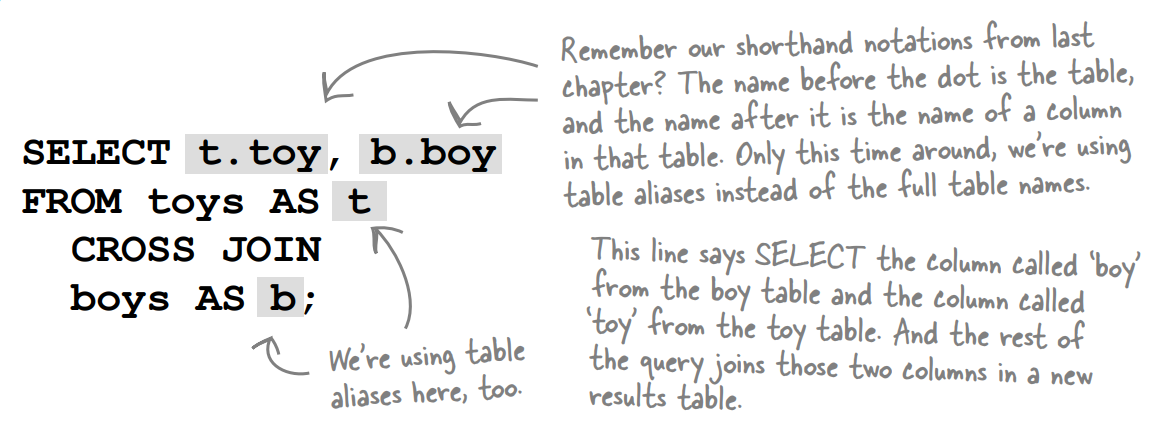 Remember our shorthand notations from last
chapter? The name before the dot is the table,
and the name after it is the name of a column
in that table. Only this time around, we're using
table aliases instead of the full table names.
SELECT t.toy, b.boy
FROM toys AS t
CROSS JOIN
boys AS b;
This line says SELECT the column called 'boy'
from the boy table and the column called
'toy' from the toy table. And the rest of
the query joins those two columns in a new
results table.
We're using table
aliases here, too.